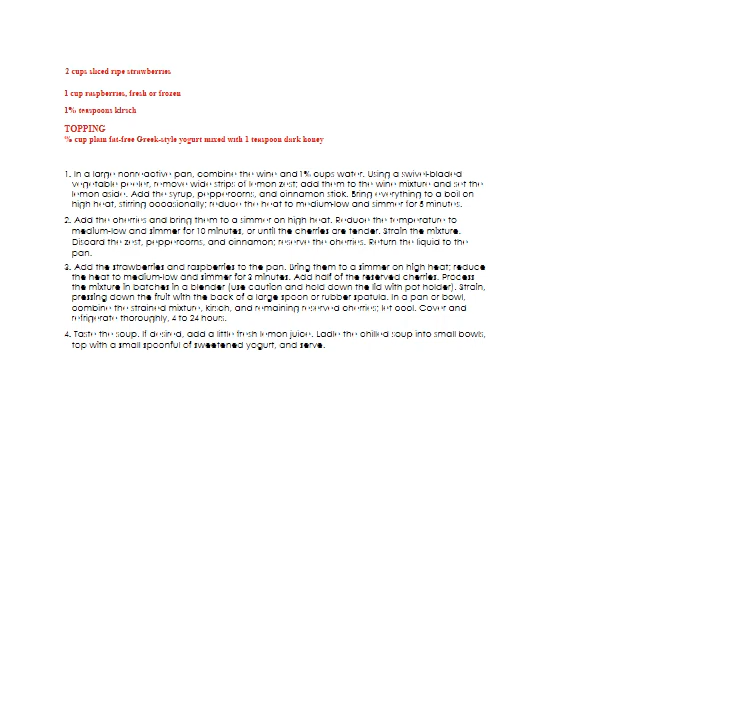 2 cups sliced ripe strawberries
1 cup raspberries, fresh or frozen
1% teaspoons kirsch
TOPPING
% cup plain fat-free Greek-style yogurt mixed with 1 teaspoon dark honey
1. In a large nonreactive pan, combine the wine and 1% cups water. Using a swivel-bladed
vegetable peeler, remove wide strips of lemon zest; add them to the wine mixture and set the
lemon aside. Add the syrup, peppercorns, and cinnamon stick. Bring everything to a boil on
high heat, stirring occasionally; reduce the heat to medium-low and simmer for 5 minutes.
2. Add the cherries and bring them to a simmer on high heat. Reduce the temperature to
medium-low and simmer for 10 minutes, or until the cherries are tender. Strain the mixture.
Discard the zest, peppercorns, and cinnamon; reserve the cherries. Return the liquid to the
pan.
3. Add the strawberries and raspberries to the pan. Bring them to a simmer on high heat; reduce
the heat to medium-low and simmer for 3 minutes. Add half of the reserved cherries. Process
the mixture in batches in a blender (use caution and hold down the lid with pot holder). Strain,
pressing down the fruit with the back of a large spoon or rubber spatula. In a pan or bowl,
combine the strained mixture, kirsch, and remaining reserved cherries; let cool. Cover and
refrigerate thoroughly, 4 to 24 hours.
4. Taste the soup. If desired, add a little fresh lemon juice. Ladle the chilled soup into small bowls,
top with a small spoonful of sweetened yogurt, and serve.